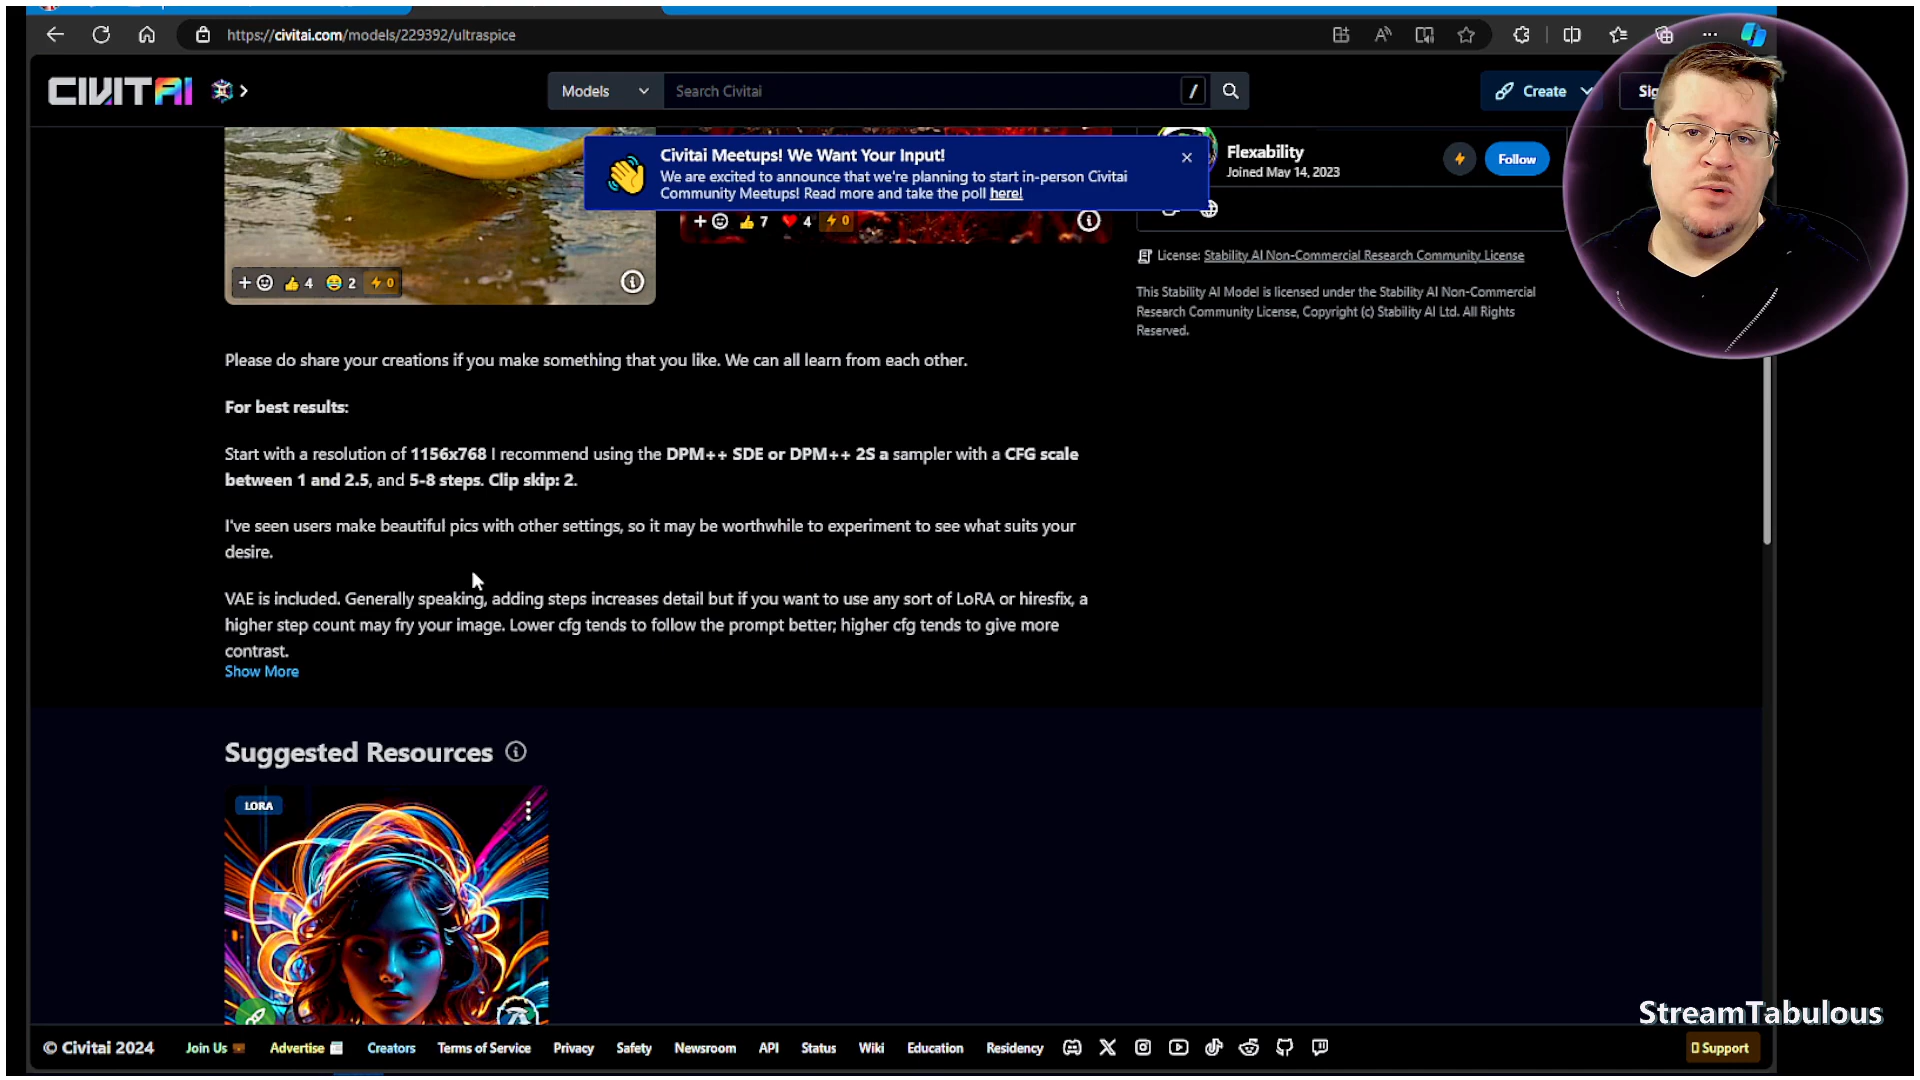 https://civitai.com/models/229392/ultraspice
CIVITAI
Models
Search Civitai
/
Create
Civitai Meetups! We Want Your Input!
We are excited to announce that we're planning to start in-person Civitai
Community Meetups! Read more and take the poll here!
Flexability
Joined May 14, 2023
Follow
7 4 0
4 2 0
License: Stability AI Non-Commercial Research Community License
This Stability AI Model is licensed under the Stability AI Non-Commercial
Research Community License, Copyright (c) Stability AI Ltd. All Rights
Reserved.
Please do share your creations if you make something that you like. We can all learn from each other.
For best results:
Start with a resolution of 1156x768 I recommend using the DPM++ SDE or DPM++ 2S a sampler with a CFG scale
between 1 and 2.5, and 5-8 steps. Clip skip: 2.
I've seen users make beautiful pics with other settings, so it may be worthwhile to experiment to see what suits your
desire.
VAE is included. Generally speaking, adding steps increases detail but if you want to use any sort of LoRA or hiresfix, a
higher step count may fry your image. Lower cfg tends to follow the prompt better; higher cfg tends to give more
contrast.
Show More
Suggested Resources
LORA
StreamTabulous
© Civitai 2024 Join Us Advertise Creators Terms of Service Privacy Safety Newsroom API Status Wiki Education Residency Support